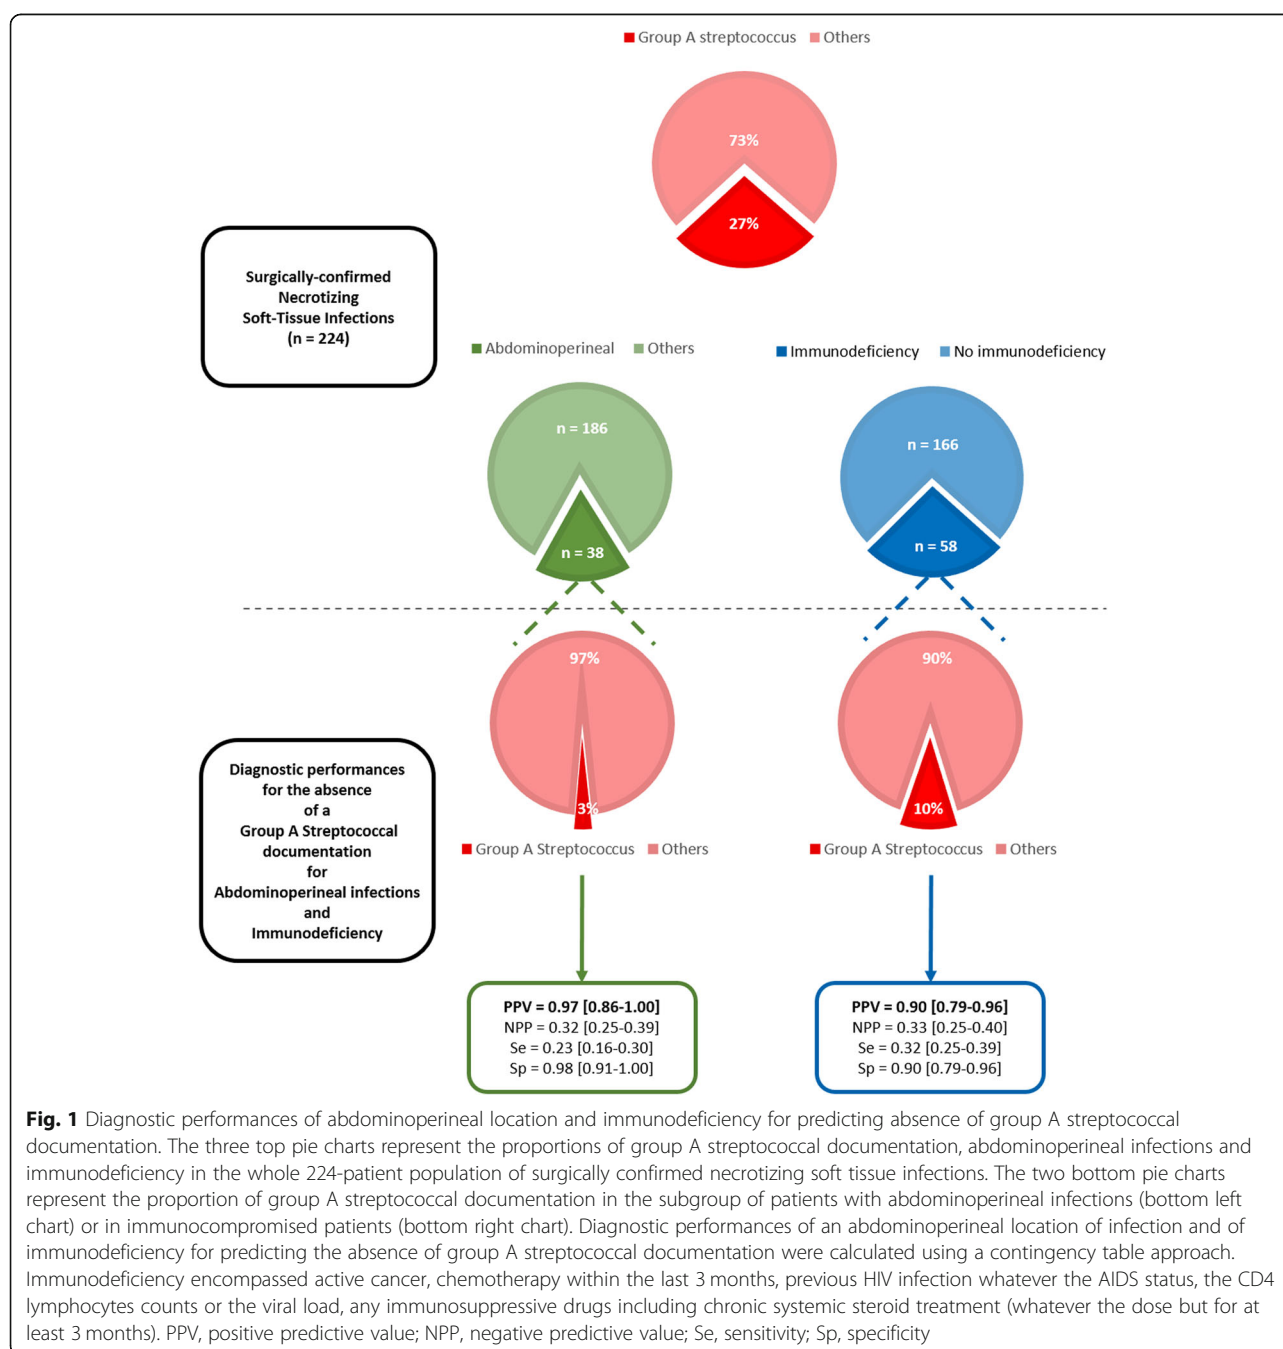 Group A streptococcus Others
73%
27%
Surgically-confirmed
Necrotizing
Soft-Tissue Infections
(n = 224)
Abdominoperineal Others
n = 186
n = 38
Immunodeficiency No immunodeficiency
n = 166
n = 58
Diagnostic performances
for the absence
of a
Group A Streptococcal
documentation
for
Abdominoperineal infections
and
Immunodeficiency
97%
3%
Group A Streptococcus Others
90%
10%
Group A Streptococcus Others
PPV = 0.97 [0.86-1.00]
NPP = 0.32 [0.25-0.39]
Se = 0.23 [0.16-0.30]
Sp = 0.98 [0.91-1.00]
PPV = 0.90 [0.79-0.96]
NPP = 0.33 [0.25-0.40]
Se = 0.32 [0.25-0.39]
Sp = 0.90 [0.79-0.96]
Fig. 1 Diagnostic performances of abdominoperineal location and immunodeficiency for predicting absence of group A streptococcal
documentation. The three top pie charts represent the proportions of group A streptococcal documentation, abdominoperineal infections and
immunodeficiency in the whole 224-patient population of surgically confirmed necrotizing soft tissue infections. The two bottom pie charts
represent the proportion of group A streptococcal documentation in the subgroup of patients with abdominoperineal infections (bottom left
chart) or in immunocompromised patients (bottom right chart). Diagnostic performances of an abdominoperineal location of infection and of
immunodeficiency for predicting the absence of group A streptococcal documentation were calculated using a contingency table approach.
Immunodeficiency encompassed active cancer, chemotherapy within the last 3 months, previous HIV infection whatever the AIDS status, the CD4
lymphocytes counts or the viral load, any immunosuppressive drugs including chronic systemic steroid treatment (whatever the dose but for at
least 3 months). PPV, positive predictive value; NPP, negative predictive value; Se, sensitivity; Sp, specificity